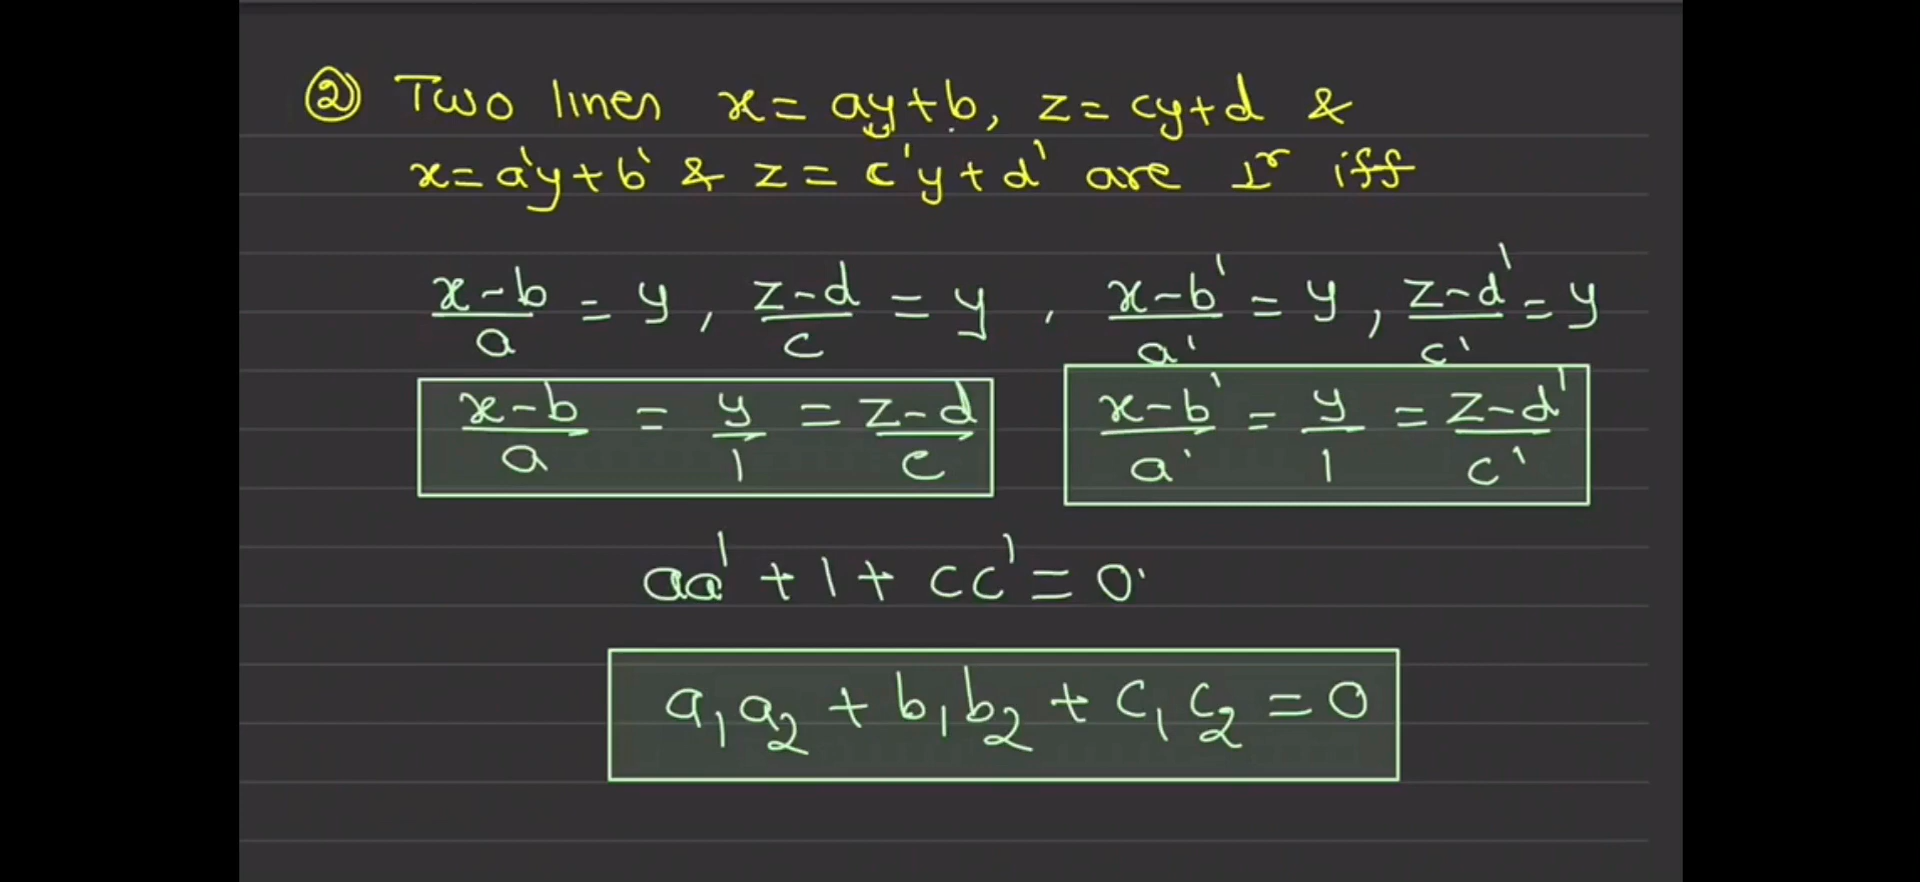 ② Two lines x = ay + b, z = cy + d &
x = a'y + b' & z = c'y + d' are ⊥r iff
x-b/a = y, z-d/c = y, x-b'/a' = y, z-d'/c' = y
x-b/a = y/1 = z-d/c x-b'/a' = y/1 = z-d'/c'
aa' + 1 + cc' = 0.
a₁a₂ + b₁b₂ + c₁c₂ = 0